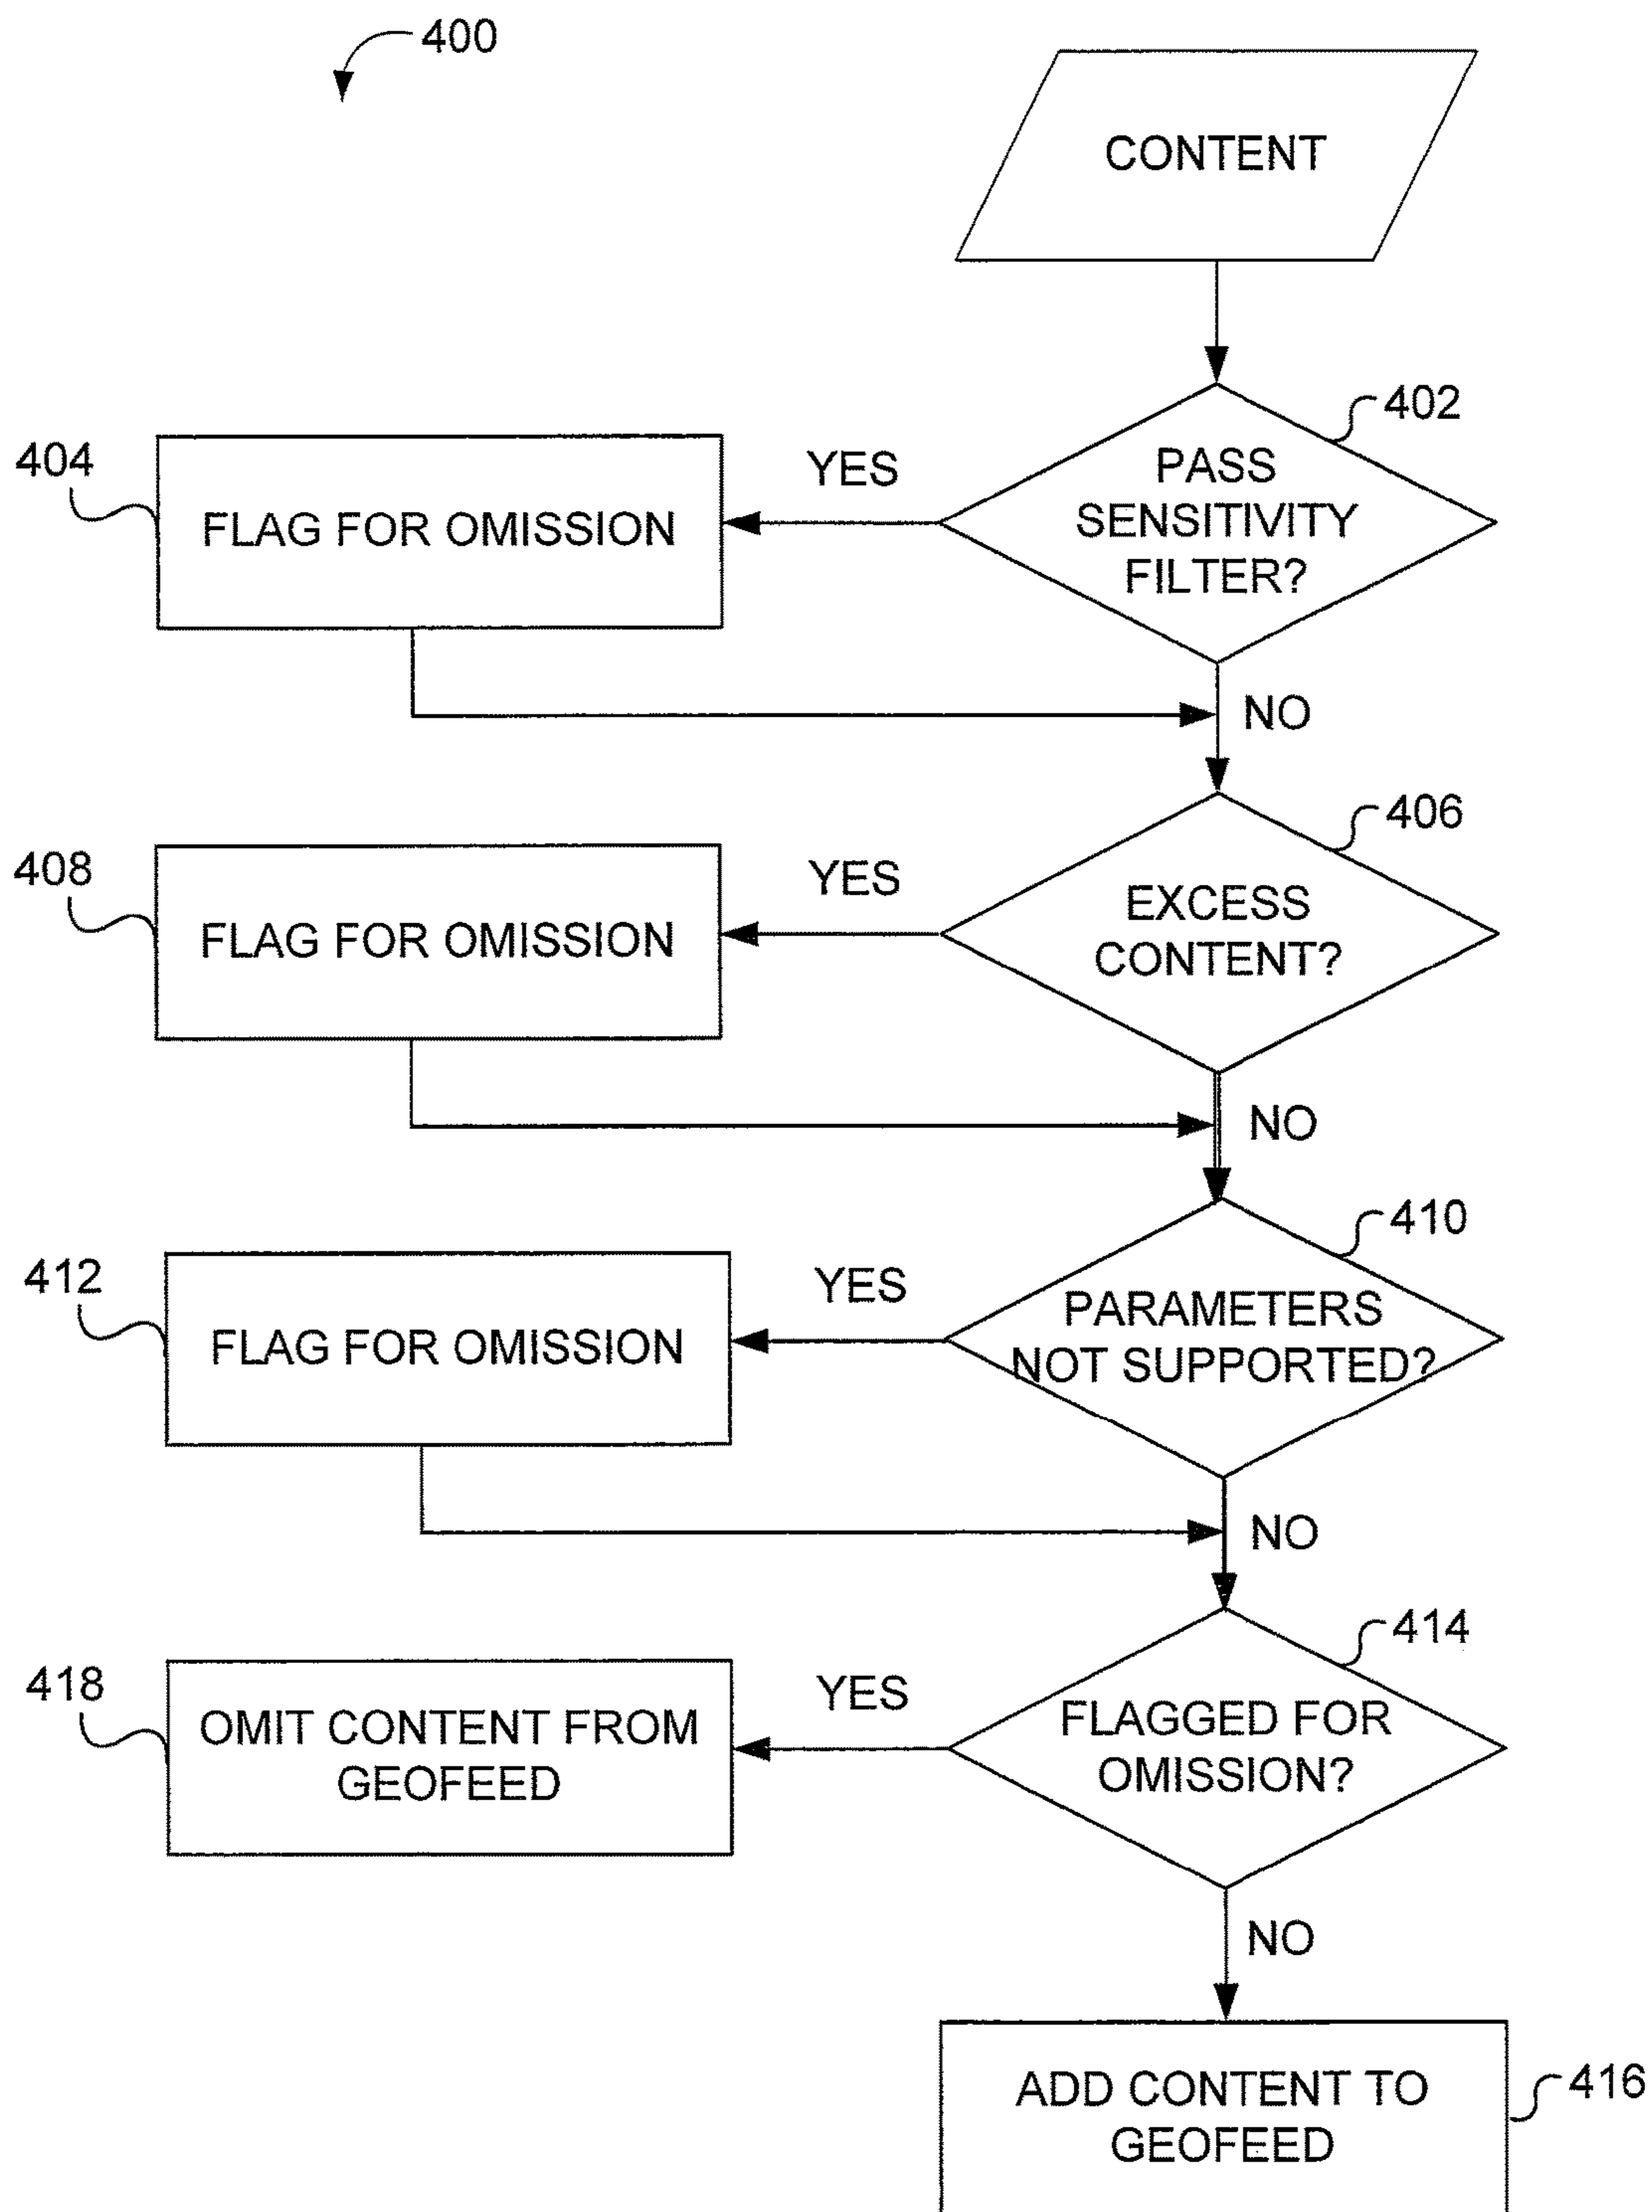 400
CONTENT
402
PASS
SENSITIVITY
FILTER?
YES
404
FLAG FOR OMISSION
NO
406
EXCESS
CONTENT?
YES
408
FLAG FOR OMISSION
NO
410
PARAMETERS
NOT SUPPORTED?
YES
412
FLAG FOR OMISSION
NO
414
FLAGGED FOR
OMISSION?
YES
418
OMIT CONTENT FROM
GEOFEED
NO
ADD CONTENT TO
GEOFEED
416